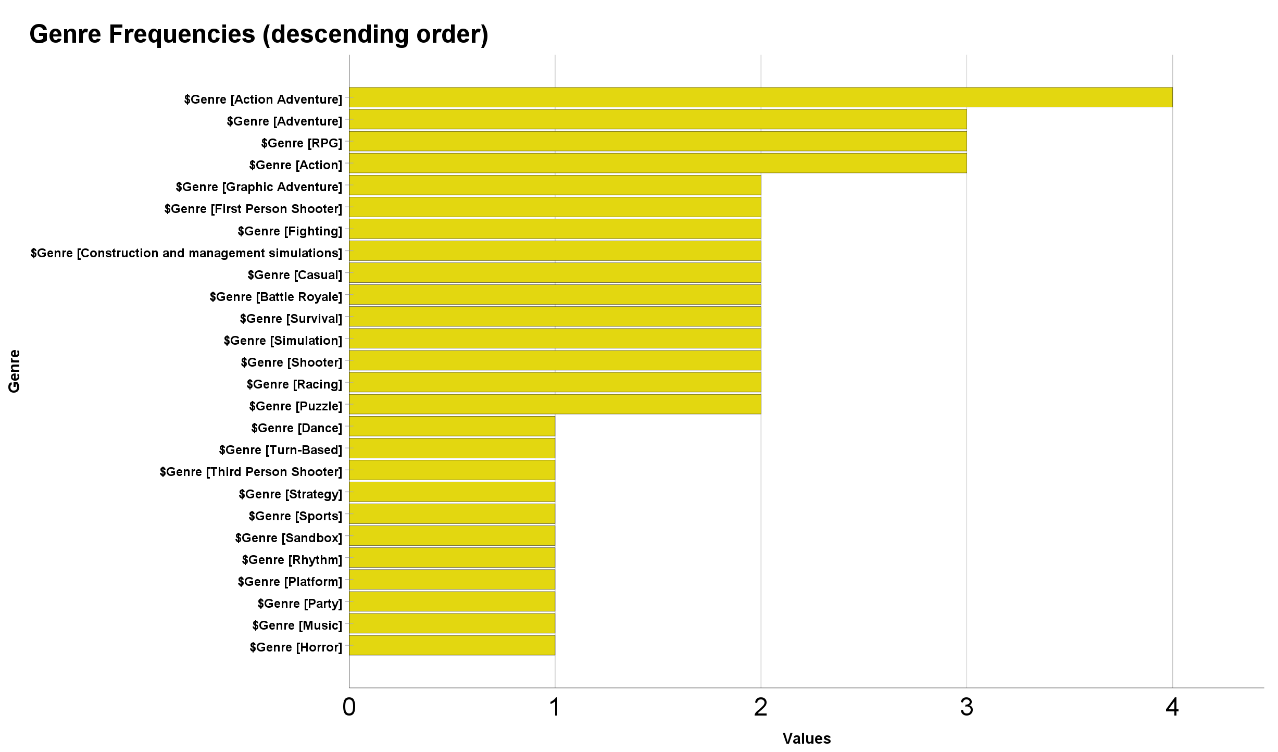 Genre Frequencies (descending order)
$Genre [Action Adventure]
$Genre [Adventure]
$Genre [RPG]
$Genre [Action]
$Genre [Graphic Adventure]
$Genre [FIrst Person Shooter]
$Genre [Fighting]
$Genre [Construction and management simulations]
$Genre [Casual]
$Genre [Battle Royale]
$Genre [Survival]
$Genre [Simulation]
$Genre [Shooter]
$Genre [Racing]
$Genre [Puzzle]
$Genre [Dance]
$Genre [Turn-Based]
$Genre [Third Person Shooter]
$Genre [Strategy]
$Genre [Sports]
$Genre [Sandbox]
$Genre [Rhythm]
$Genre [Platform]
$Genre [Party]
$Genre [Music]
$Genre [Horror]
Genre
0 1 2 3 4
Values